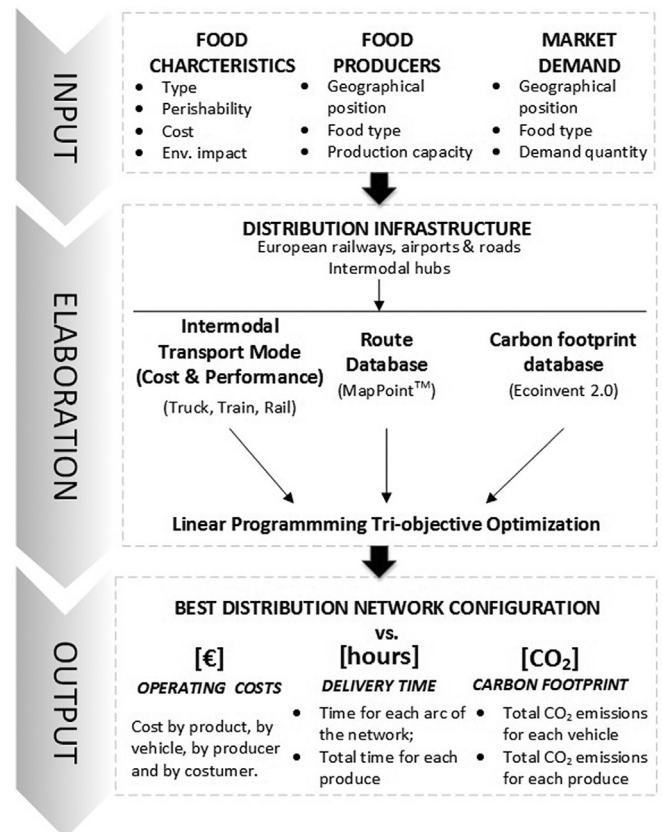 INPUT
FOOD
CHARCTERISTICS
• Type
• Perishability
• Cost
• Env. impact
FOOD
PRODUCERS
• Geographical
position
• Food type
• Production capacity
MARKET
DEMAND
• Geographical
position
• Food type
• Demand quantity
ELABORATION
DISTRIBUTION INFRASTRUCTURE
European railways, airports & roads
Intermodal hubs
Intermodal
Transport Mode
(Cost & Performance)
(Truck, Train, Rail)
Route
Database
(MapPoint™)
Carbon footprint
database
(Ecoinvent 2.0)
Linear Programmming Tri-objective Optimization
OUTPUT
BEST DISTRIBUTION NETWORK CONFIGURATION
vs.
[€]
OPERATING COSTS
Cost by product, by
vehicle, by producer
and by costumer.
[hours]
DELIVERY TIME
• Time for each arc of
the network;
• Total time for each
produce
[CO₂]
CARBON FOOTPRINT
• Total CO₂ emissions
for each vehicle
• Total CO₂ emissions
for each produce